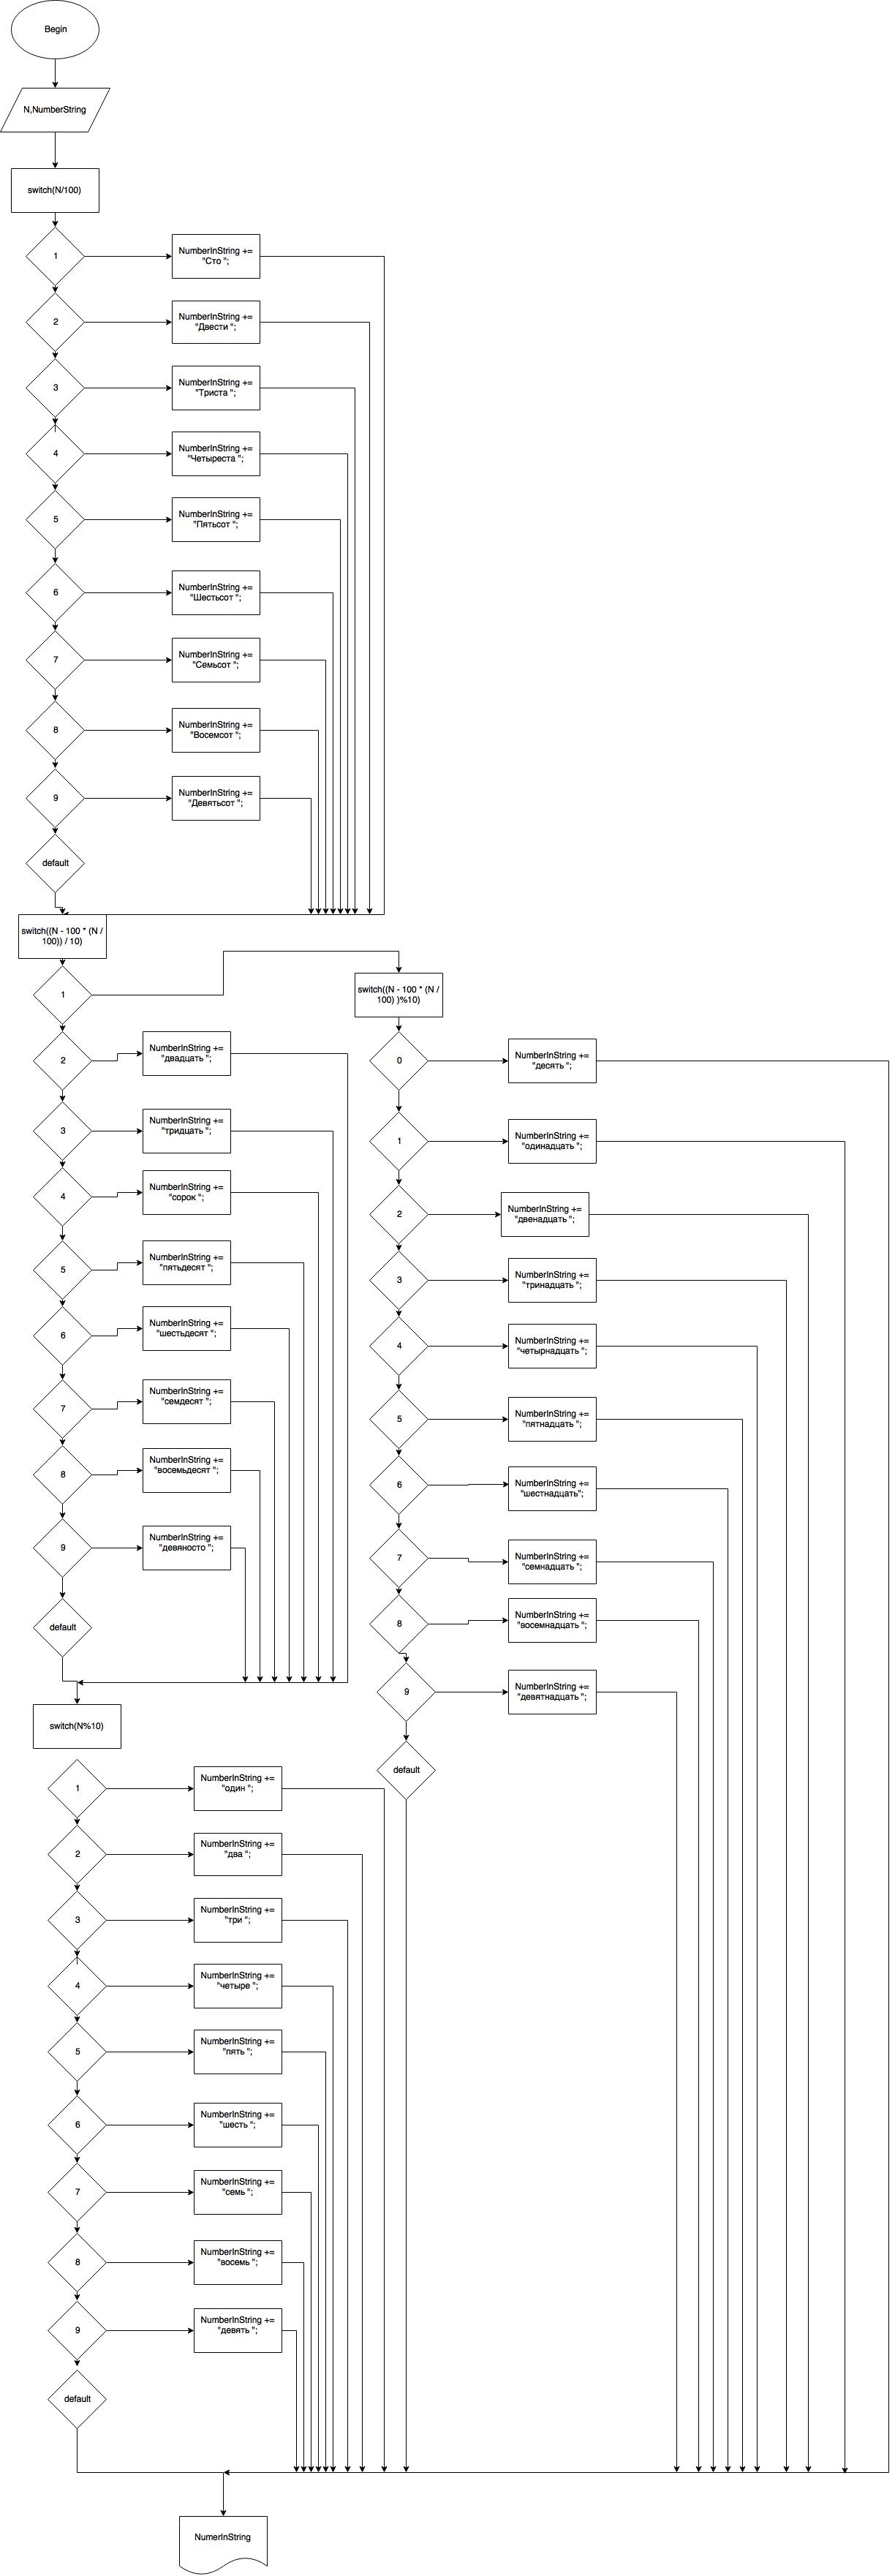 Begin
N,NumberString
switch(N/100)
1
NumberInString +=
"Сто ";
2
NumberInString +=
"Двести ";
3
NumberInString +=
"Триста ";
4
NumberInString +=
"Четыреста ";
5
NumberInString +=
"Пятьсот ";
6
NumberInString +=
"Шестьсот ";
7
NumberInString +=
"Семьсот ";
8
NumberInString +=
"Восемсот ";
9
NumberInString +=
"Девятьсот ";
default
switch((N - 100 * (N /
100)) / 10)
1
switch((N - 100 * (N /
100) )%10)
2
NumberInString +=
"двадцать ";
3
NumberInString +=
"тридцать ";
4
NumberInString +=
"сорок ";
5
NumberInString +=
"пятьдесят ";
6
NumberInString +=
"шестьдесят ";
7
NumberInString +=
"семдесят ";
8
NumberInString +=
"восемьдесят ";
9
NumberInString +=
"девяносто ";
default
0
NumberInString +=
"десять ";
1
NumberInString +=
"одинадцать ";
2
NumberInString +=
"двенадцать ";
3
NumberInString +=
"тринадцать ";
4
NumberInString +=
"четырнадцать ";
5
NumberInString +=
"пятнадцать ";
6
NumberInString +=
"шестнадцать";
7
NumberInString +=
"семнадцать ";
8
NumberInString +=
"восемнадцать ";
9
NumberInString +=
"девятнадцать ";
default
switch(N%10)
1
NumberInString +=
"один ";
2
NumberInString +=
"два ";
3
NumberInString +=
"три ";
4
NumberInString +=
"четыре ";
5
NumberInString +=
"пять ";
6
NumberInString +=
"шесть ";
7
NumberInString +=
"семь ";
8
NumberInString +=
"восемь ";
9
NumberInString +=
"девять ";
default
NumerInString